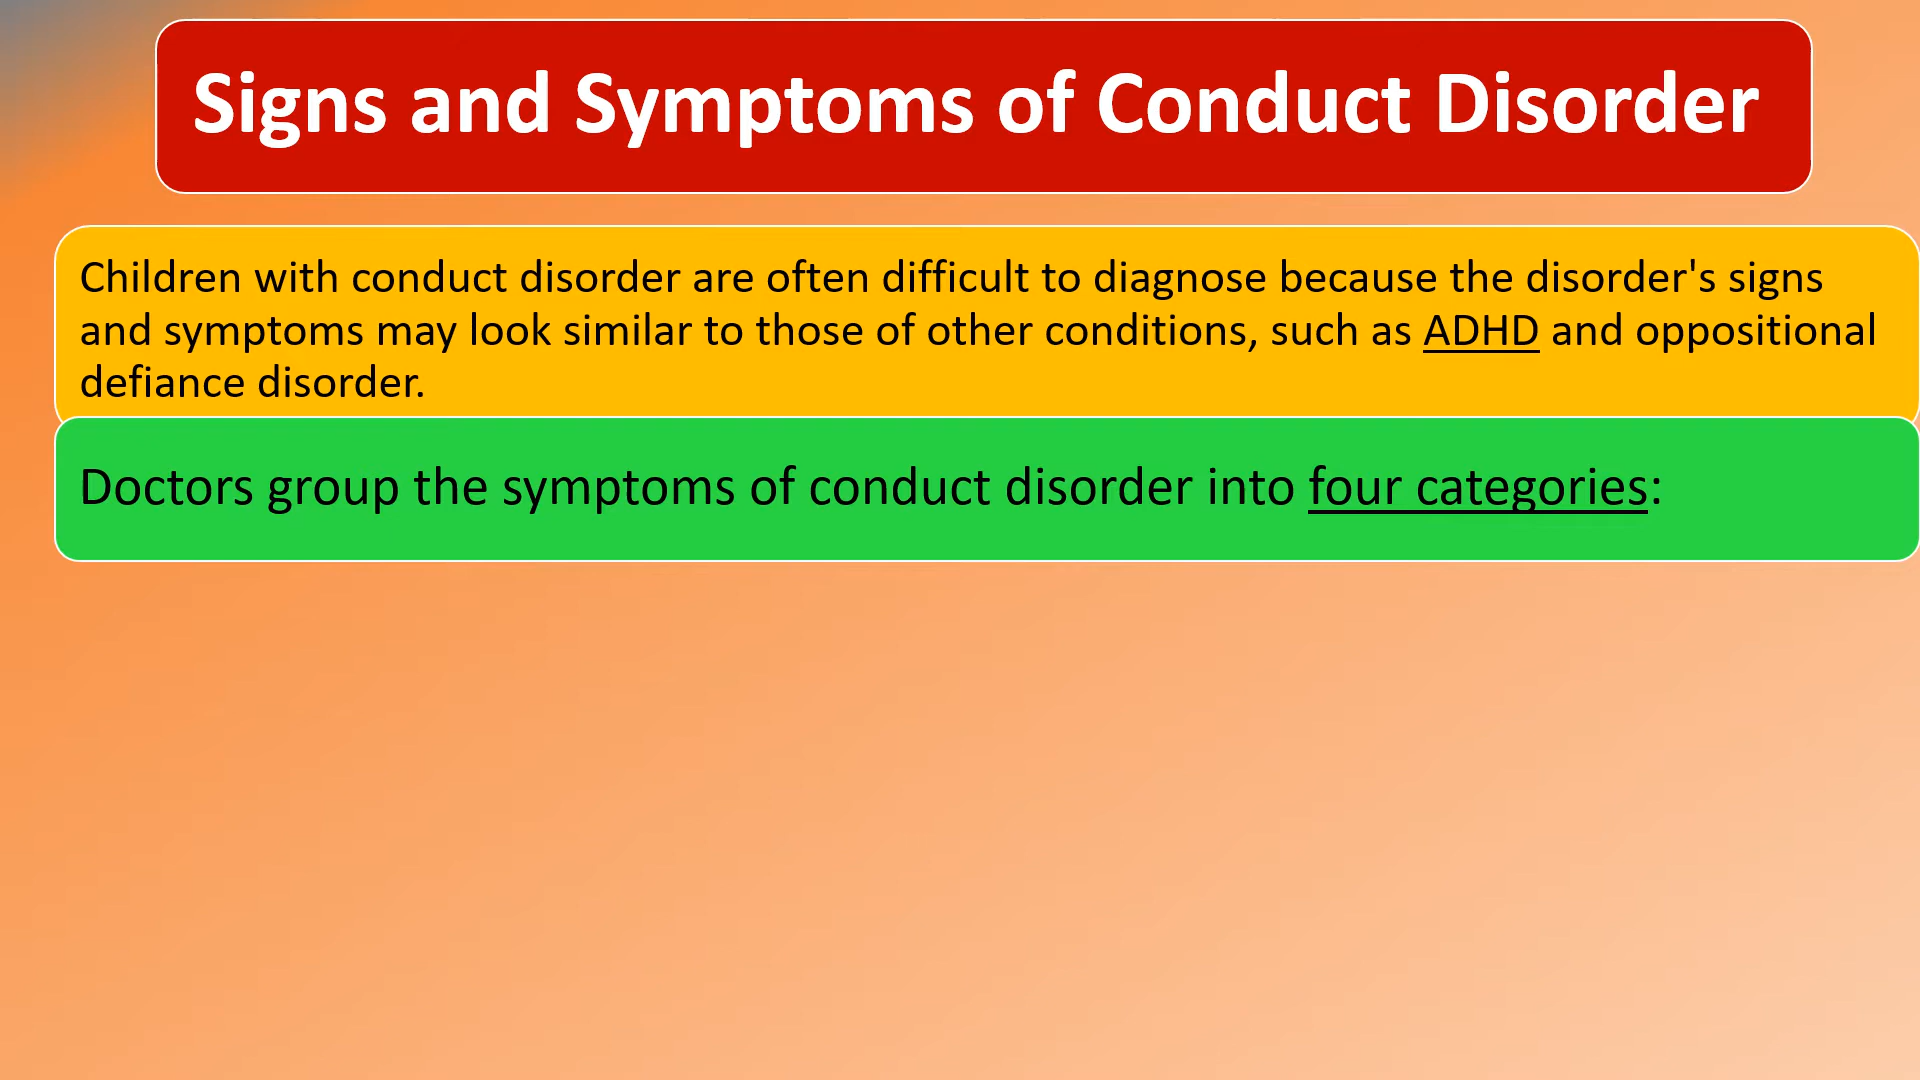 Signs and Symptoms of Conduct Disorder
Children with conduct disorder are often difficult to diagnose because the disorder's signs
and symptoms may look similar to those of other conditions, such as ADHD and oppositional
defiance disorder.
Doctors group the symptoms of conduct disorder into four categories: